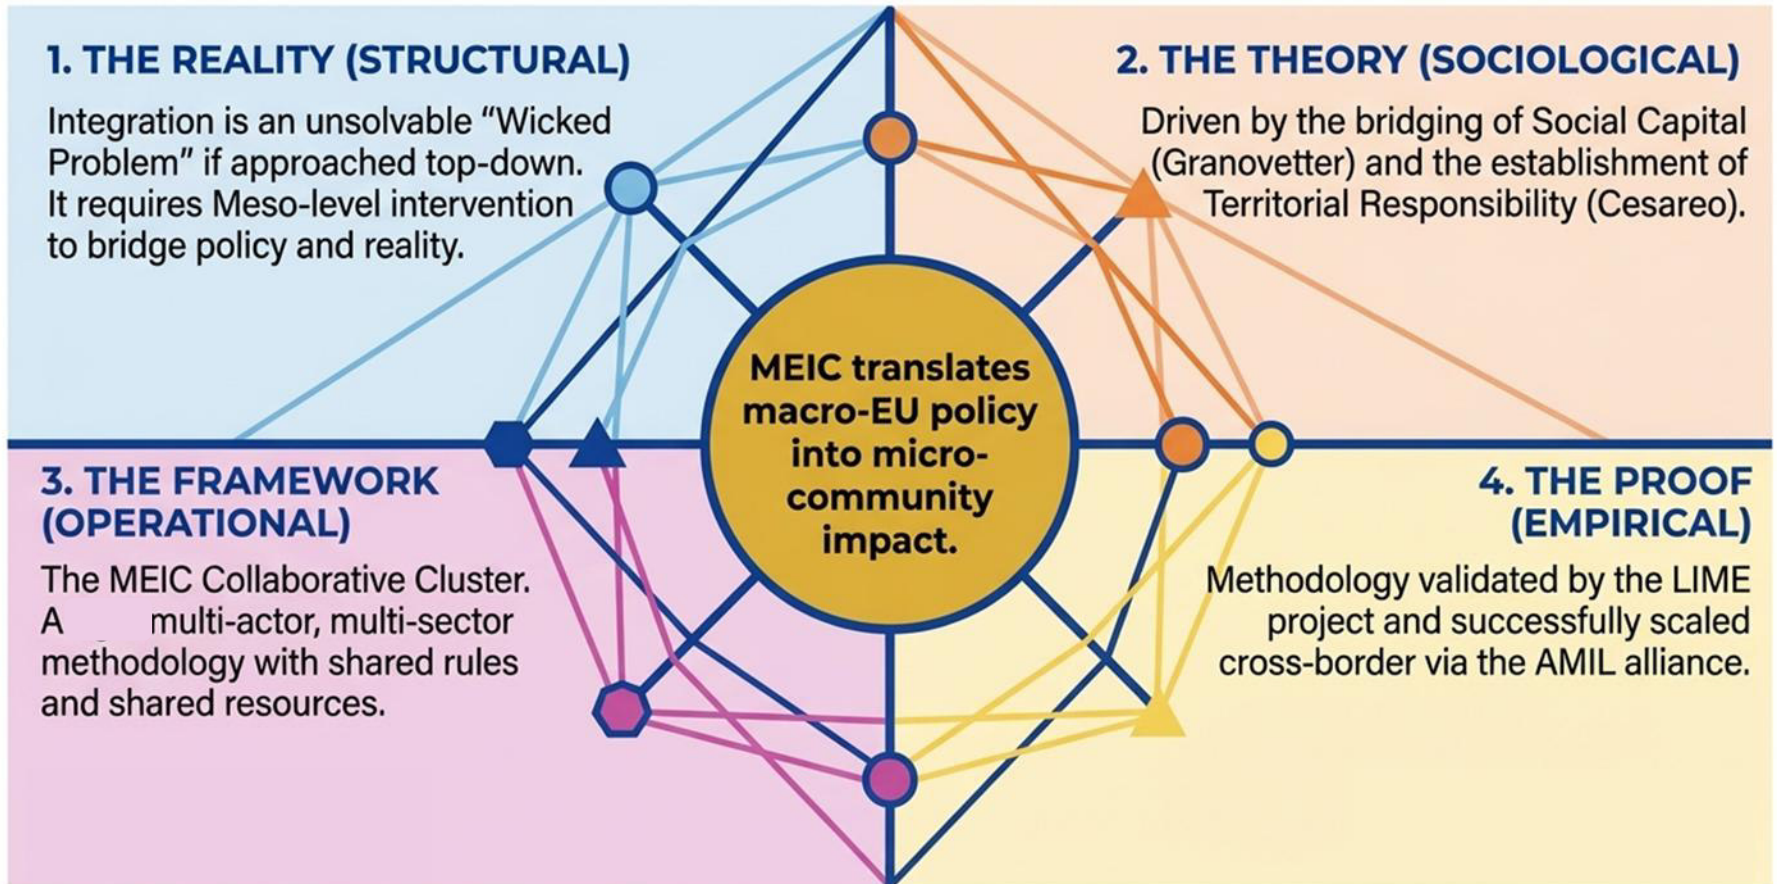 1. THE REALITY (STRUCTURAL)
Integration is an unsolvable “Wicked
Problem” if approached top-down.
It requires Meso-level intervention
to bridge policy and reality.
2. THE THEORY (SOCIOLOGICAL)
Driven by the bridging of Social Capital
(Granovetter) and the establishment of
Territorial Responsibility (Cesareo).
MEIC translates
macro-EU policy
into micro-
community
impact.
3. THE FRAMEWORK
(OPERATIONAL)
The MEIC Collaborative Cluster.
A multi-actor, multi-sector
methodology with shared rules
and shared resources.
4. THE PROOF
(EMPIRICAL)
Methodology validated by the LIME
project and successfully scaled
cross-border via the AMIL alliance.